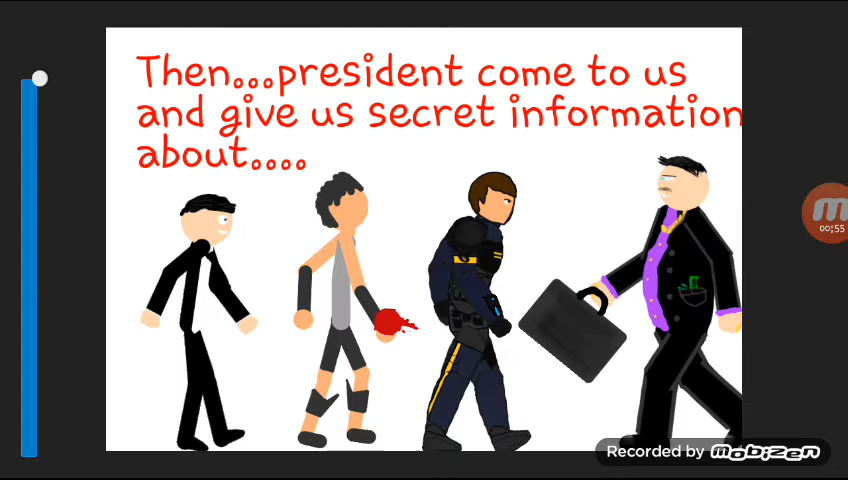 Then...president come to us
and give us secret information
about....
00:55
Recorded by mobizen